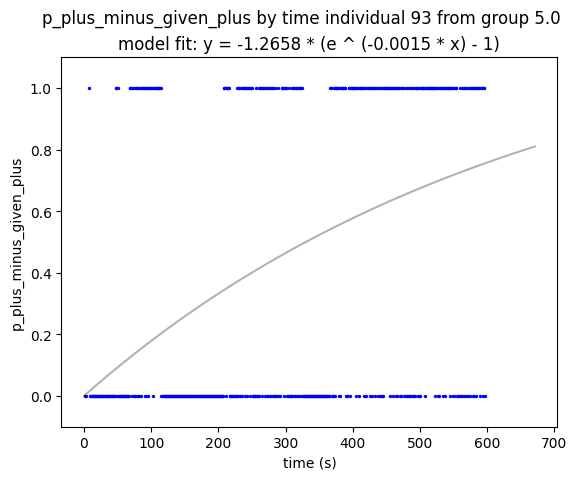 p_plus_minus_given_plus by time individual 93 from group 5.0
model fit: y = -1.2658 * (e ^ (-0.0015 * x) - 1)
1.0
0.8
0.6
0.4
0.2
0.0
p_plus_minus_given_plus
0 100 200 300 400 500 600 700
time (s)